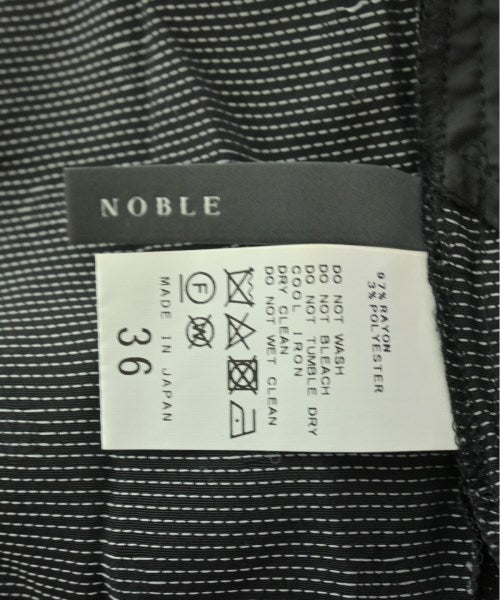 NOBLE
97% RAYON
3% POLYESTER
DO NOT WASH
DO NOT BLEACH
DO NOT TUMBLE DRY
COOL IRON
DRY CLEAN
DO NOT WET CLEAN
F
W
MADE IN JAPAN
36